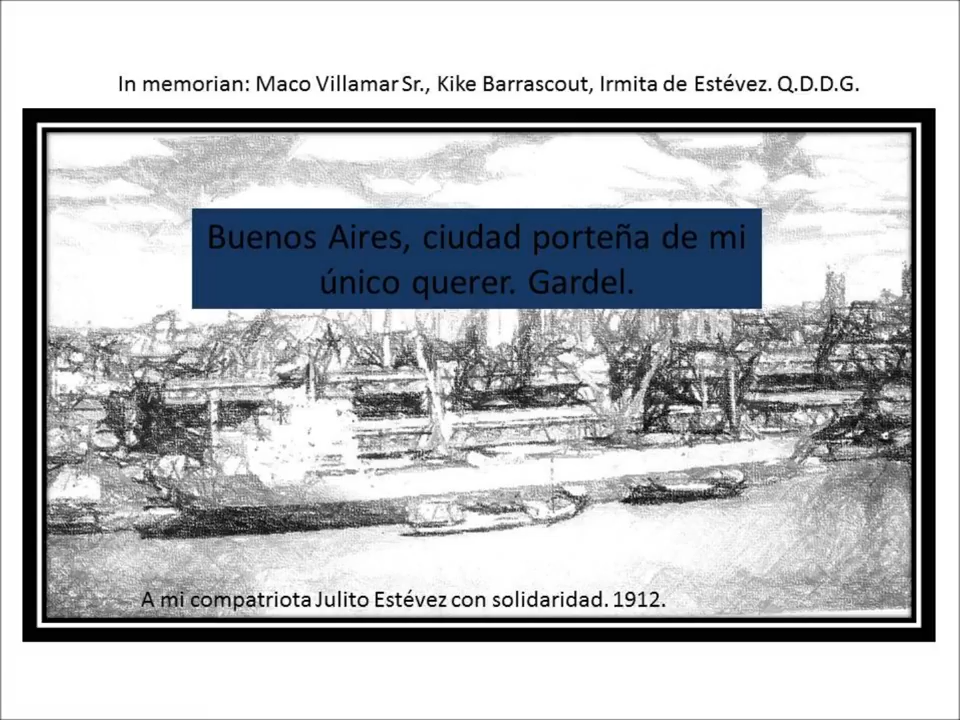 In memorian: Maco Villamar Sr., Kike Barrascout, Irmita de Estévez. Q.D.D.G.
Buenos Aires, ciudad porteña de mi
único querer. Gardel.
A mi compatriota Julito Estévez con solidaridad. 1912.